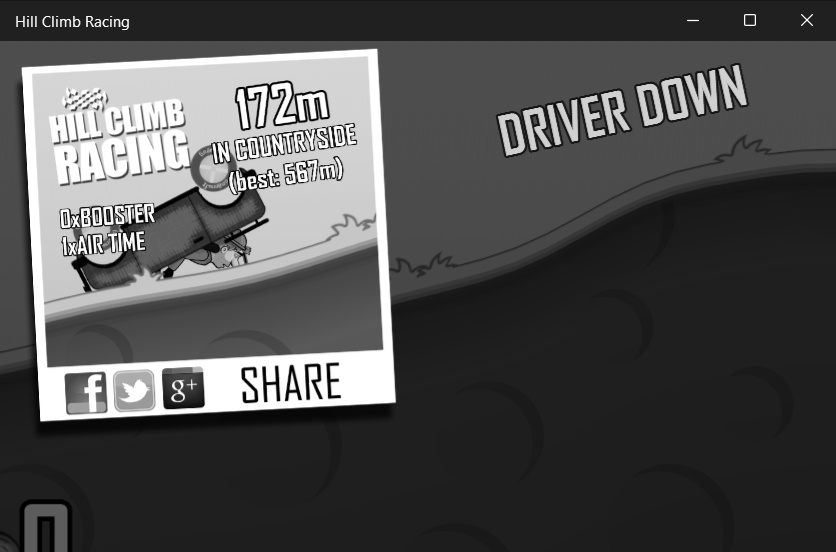 Hill Climb Racing
HILL CLIMB
RACING
172m
IN COUNTRYSIDE
(best: 567m)
0xBOOSTER
1xAIR TIME
f
g+
SHARE
DRIVER DOWN